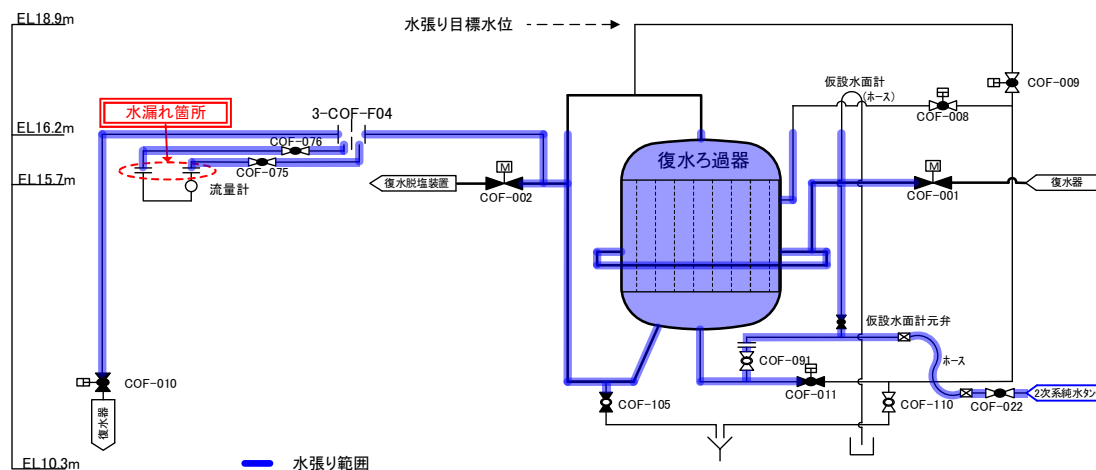 EL18.9m
水張り目標水位
仮設水面計
(ホース)
COF-009
水漏れ箇所
3-COF-F04
COF-008
EL16.2m
COF-076
復水ろ過器
COF-075
M
M
EL15.7m
流量計
復水脱塩装置
COF-002
COF-001
復水器
仮設水面計元弁
COF-091
ホース
COF-010
COF-011
COF-110
COF-022
2次系純水タン
COF-105
復水器
EL10.3m
水張り範囲